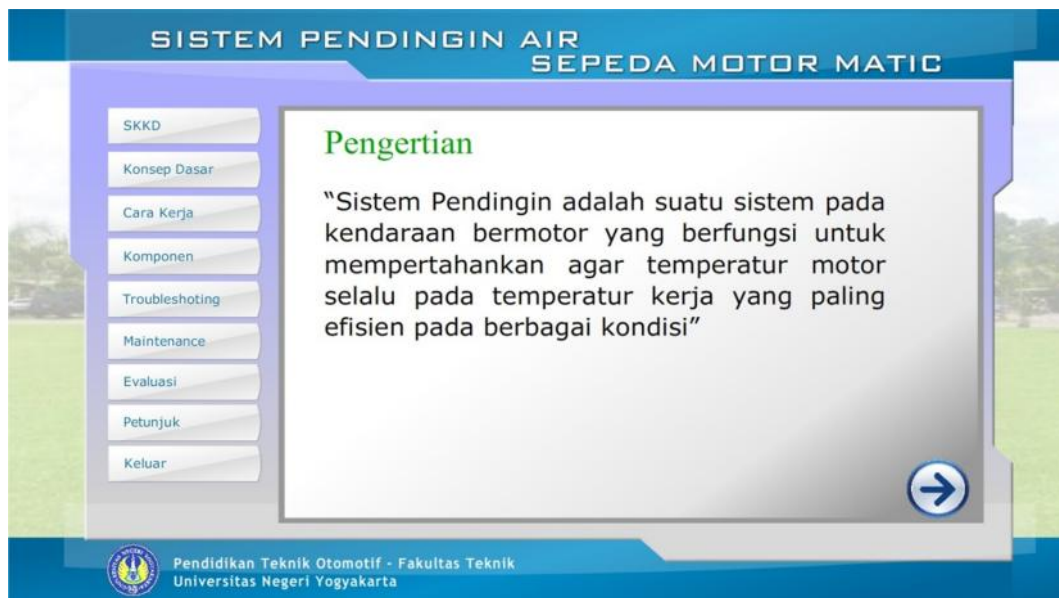 SISTEM PENDINGIN AIR
SEPEDA MOTOR MATIC
SKKD
Konsep Dasar
Cara Kerja
Komponen
Troubleshoting
Maintenance
Evaluasi
Petunjuk
Keluar
Pengertian
“Sistem Pendingin adalah suatu sistem pada
kendaraan bermotor yang berfungsi untuk
mempertahankan agar temperatur motor
selalu pada temperatur kerja yang paling
efisien pada berbagai kondisi”
Pendidikan Teknik Otomotif - Fakultas Teknik
Universitas Negeri Yogyakarta